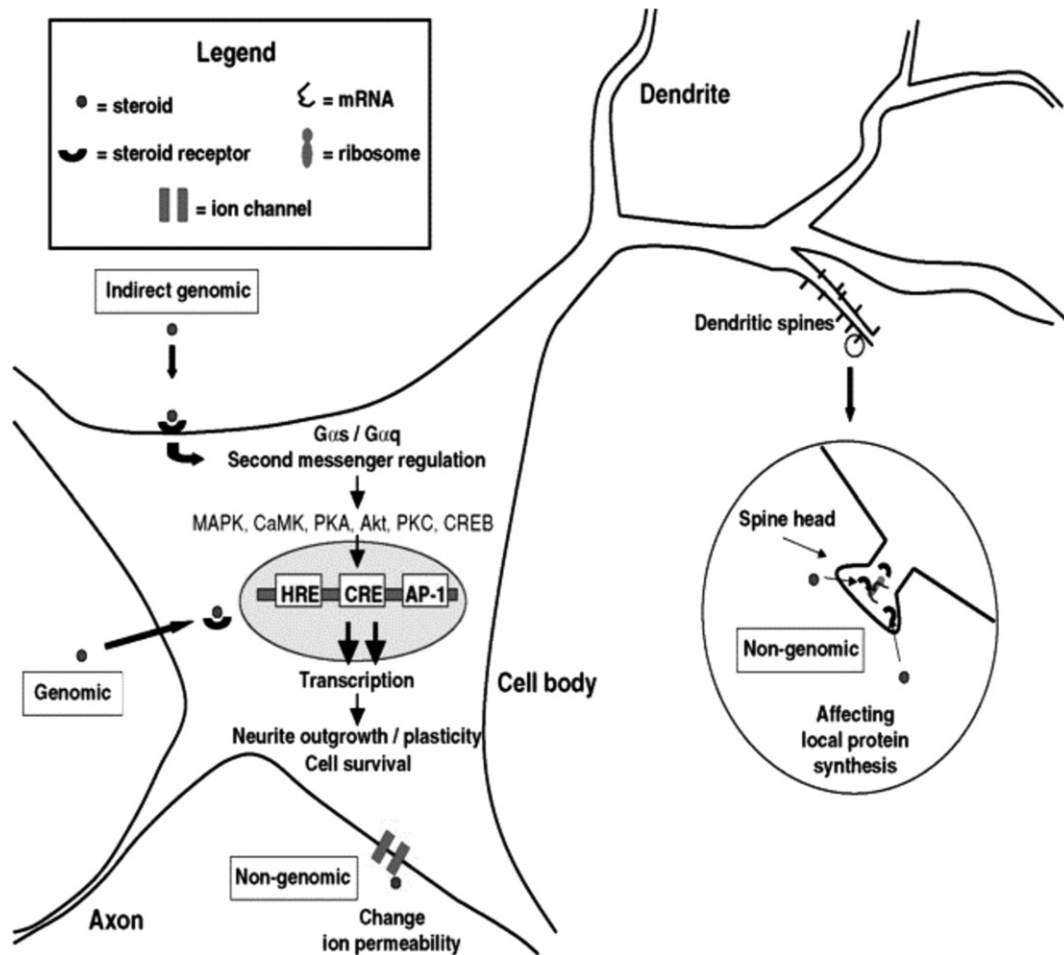 Legend
= steroid
= mRNA
= steroid receptor
= ribosome
= ion channel
Dendrite
Indirect genomic
Dendritic spines
Gαs / Gαq
Second messenger regulation
MAPK, CaMK, PKA, Akt, PKC, CREB
HRE CRE AP-1
Spine head
Genomic
Transcription
Cell body
Non-genomic
Neurite outgrowth / plasticity
Cell survival
Affecting
local protein
synthesis
Non-genomic
Axon
Change
ion permeability